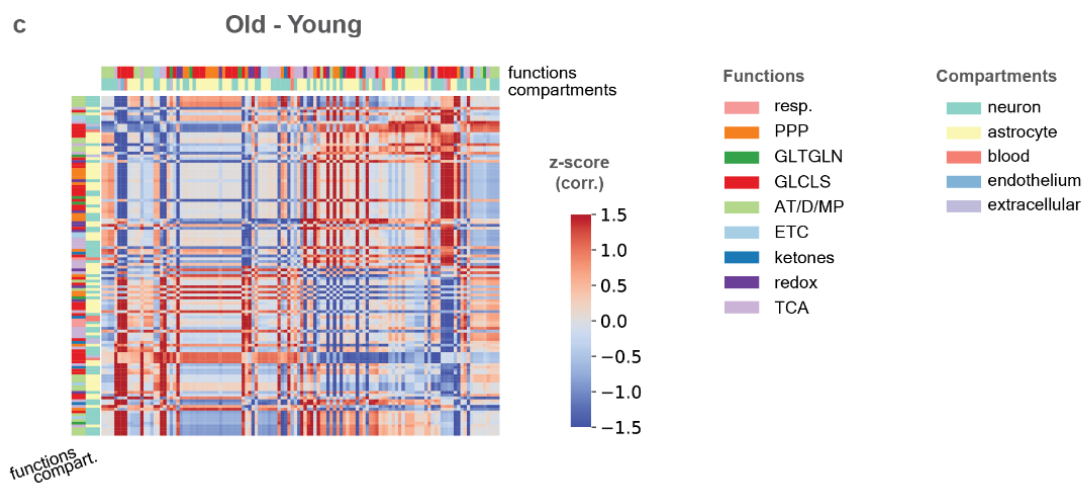 c
Old - Young
functions
compartments
functions
compart.
z-score
(corr.)
1.5
1.0
0.5
0.0
−0.5
−1.0
−1.5
Functions
resp.
PPP
GLTGLN
GLCLS
AT/D/MP
ETC
ketones
redox
TCA
Compartments
neuron
astrocyte
blood
endothelium
extracellular